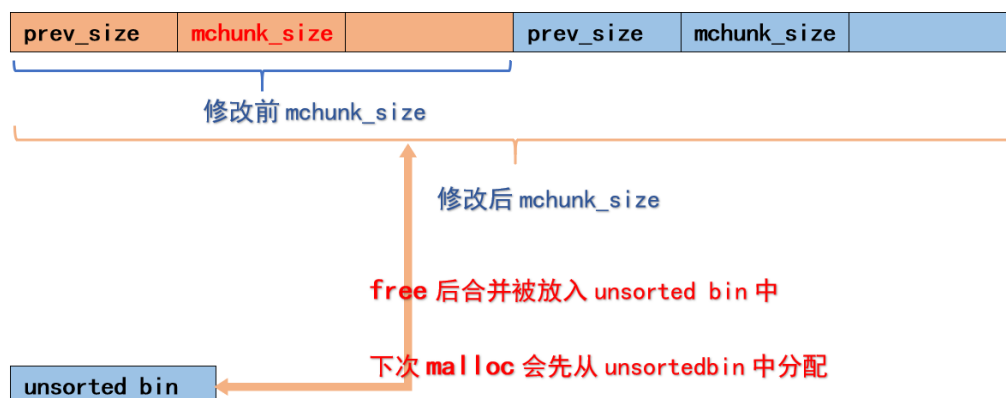 prev_size mchunk_size prev_size mchunk_size
修改前 mchunk_size
修改后 mchunk_size
free 后合并被放入 unsorted bin 中
下次 malloc 会先从 unsortedbin 中分配
unsorted bin